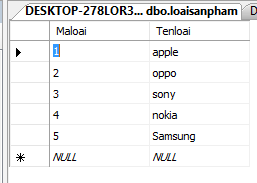 DESKTOP-278LOR3... dbo.loaisanpham
Maloai Tenloai
1 apple
2 oppo
3 sony
4 nokia
5 Samsung
NULL NULL